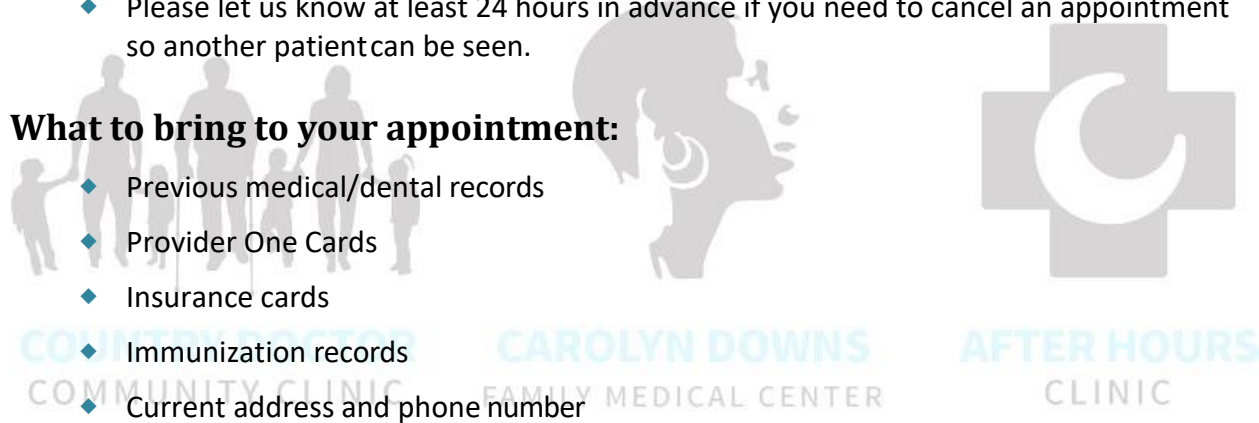 Please let us know at least 24 hours in advance if you need to cancel an appointment
so another patient can be seen.
What to bring to your appointment:
Previous medical/dental records
Provider One Cards
Insurance cards
COUNTRY DOCTOR CAROLYN DOWNS AFTER HOURS
Immunization records
COMMUNITY CLINIC FAMILY MEDICAL CENTER CLINIC
Current address and phone number